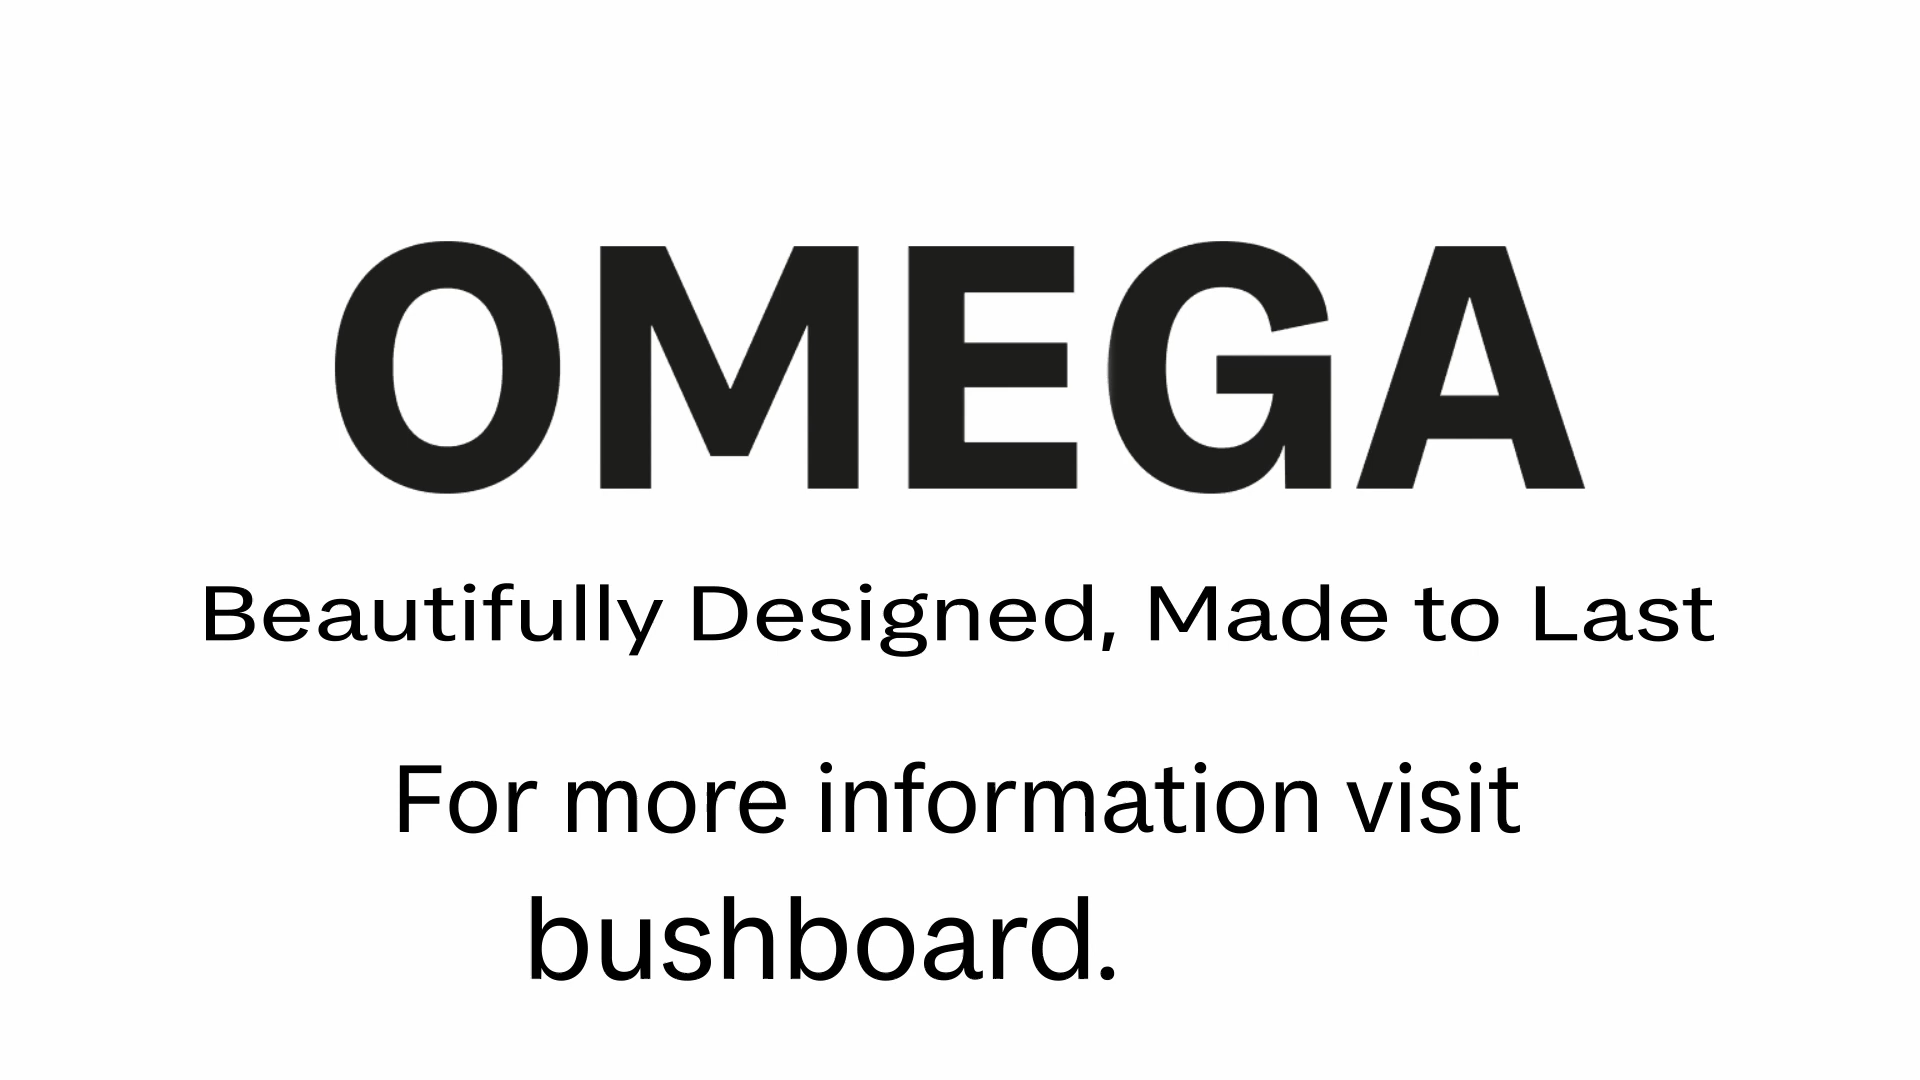 OMEGA
Beautifully Designed, Made to Last
For more information visit
bushboard.